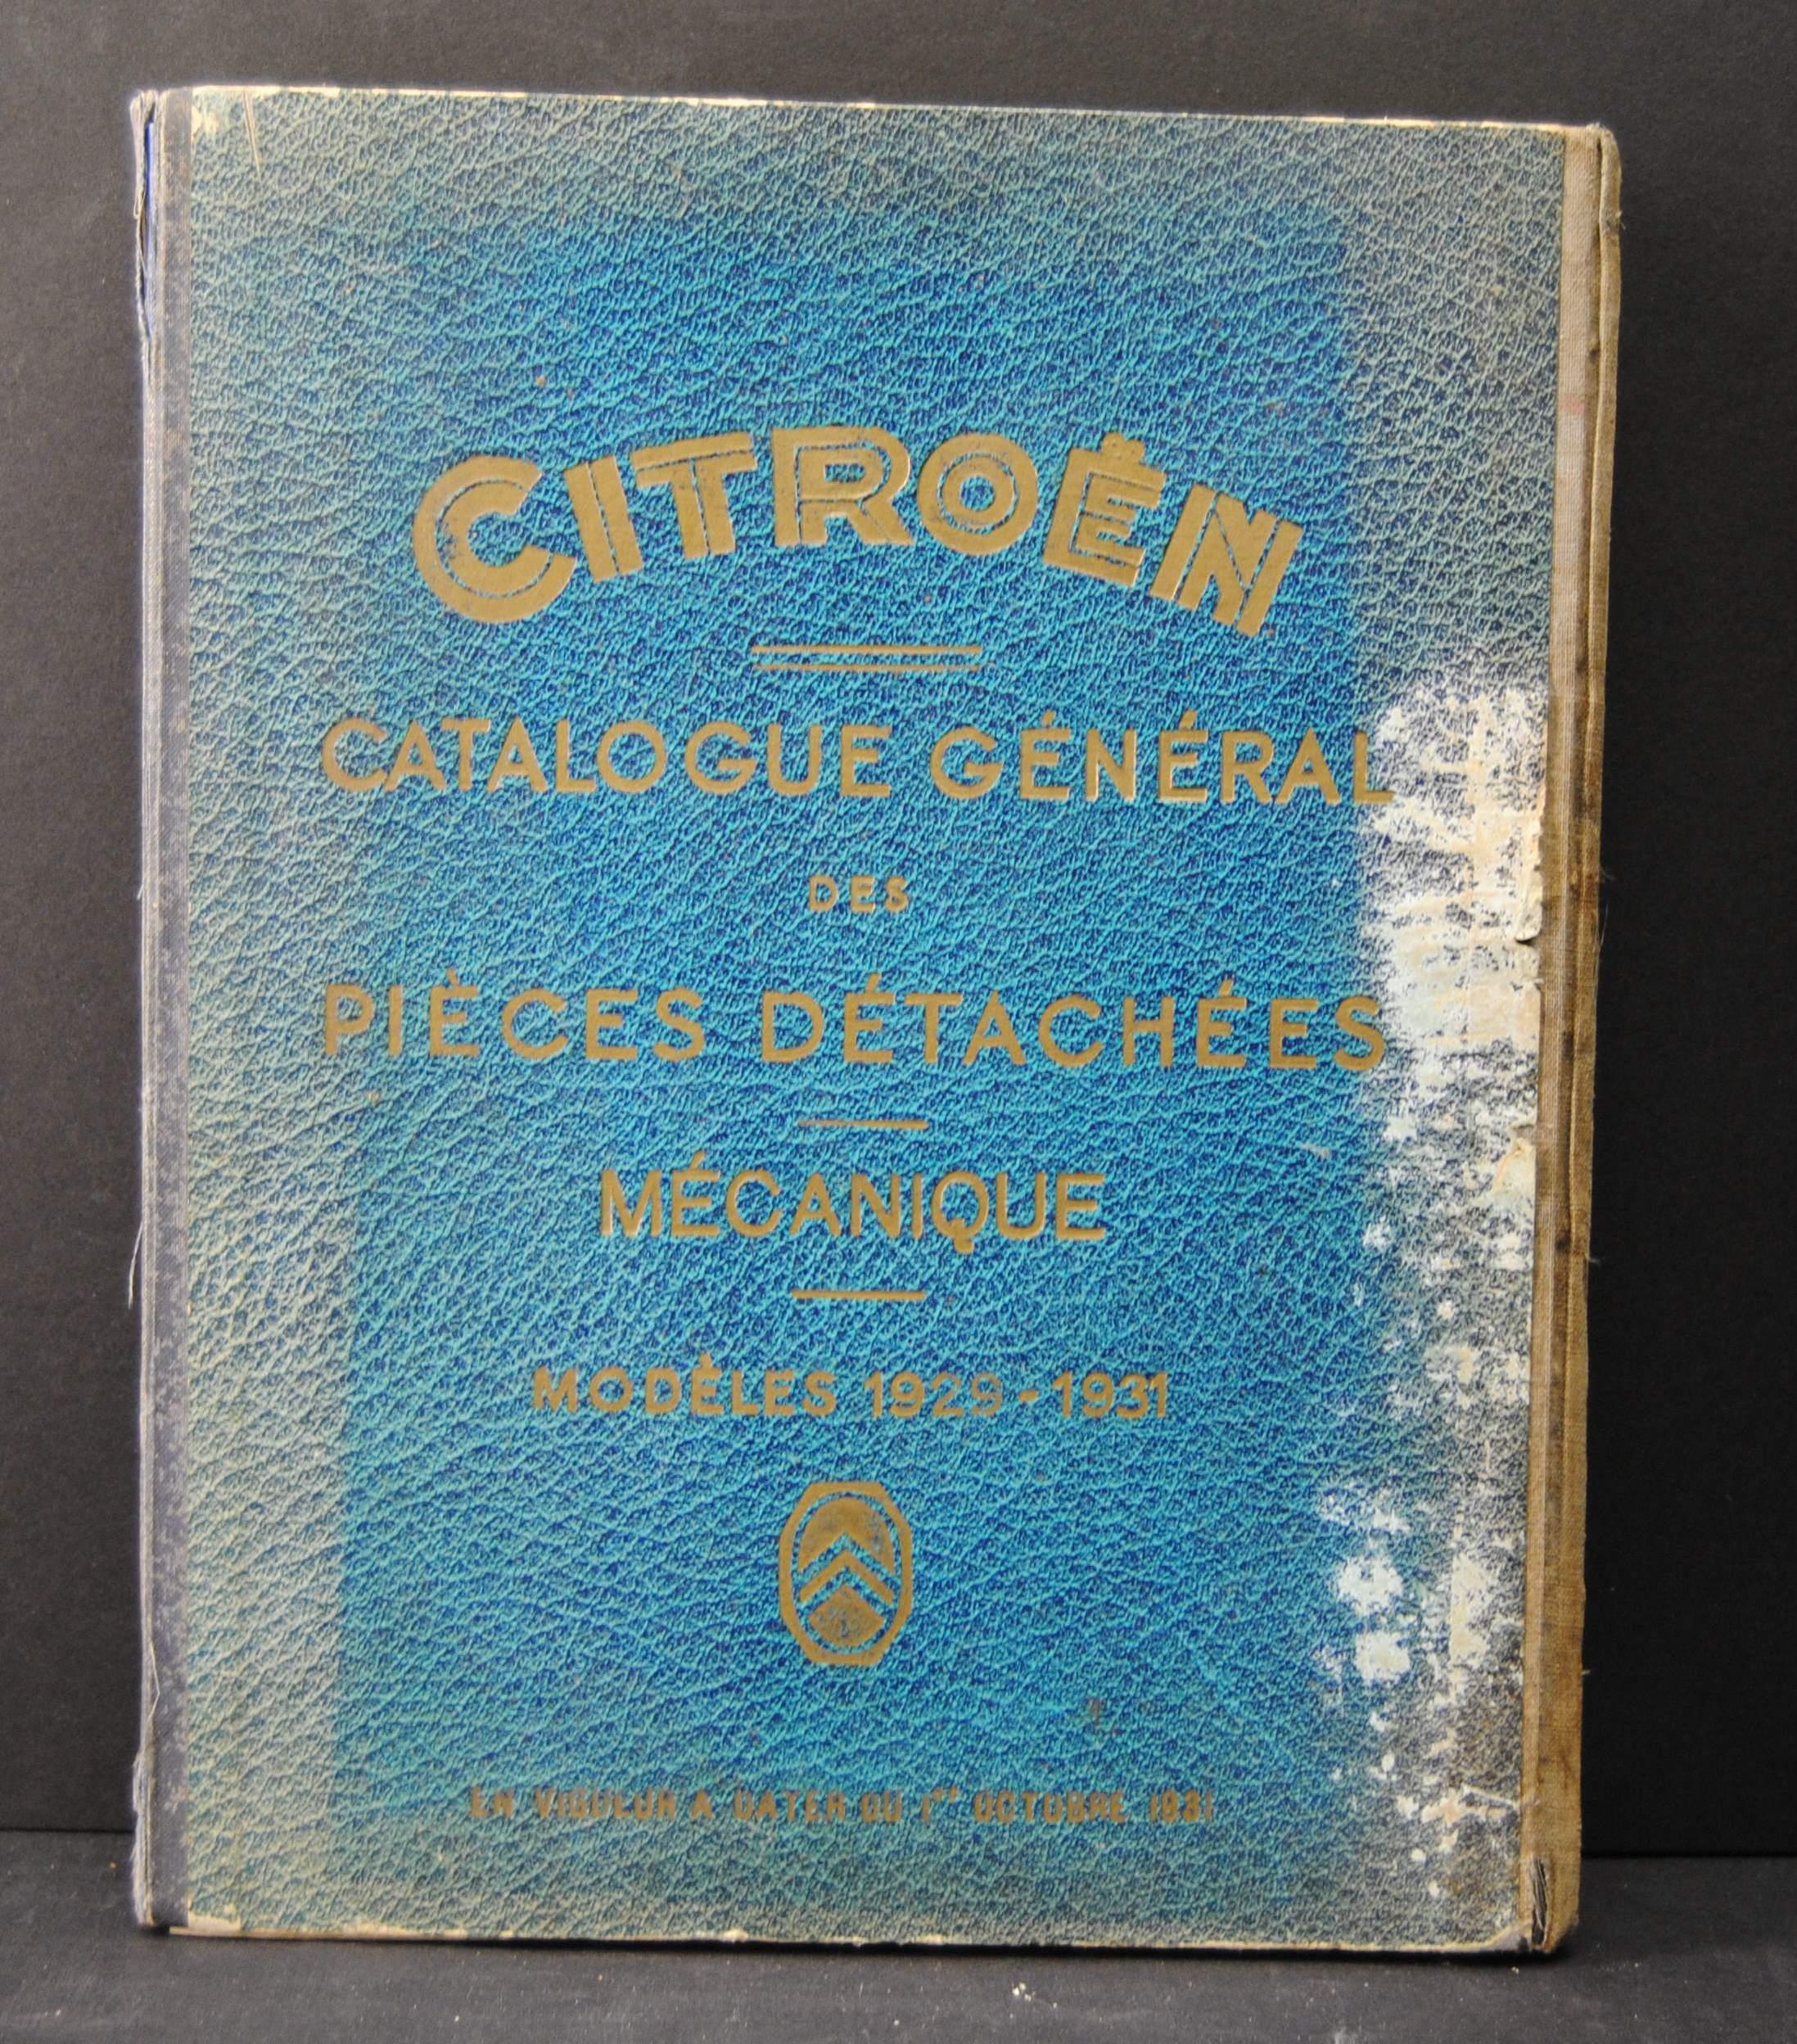 CITROËN
CATALOGUE GÉNÉRAL
DES
PIÈCES DÉTACHÉES
MÉCANIQUE
MODÈLES 1929-1931
EN VIGUEUR A DATER DU 1er OCTOBRE 1931